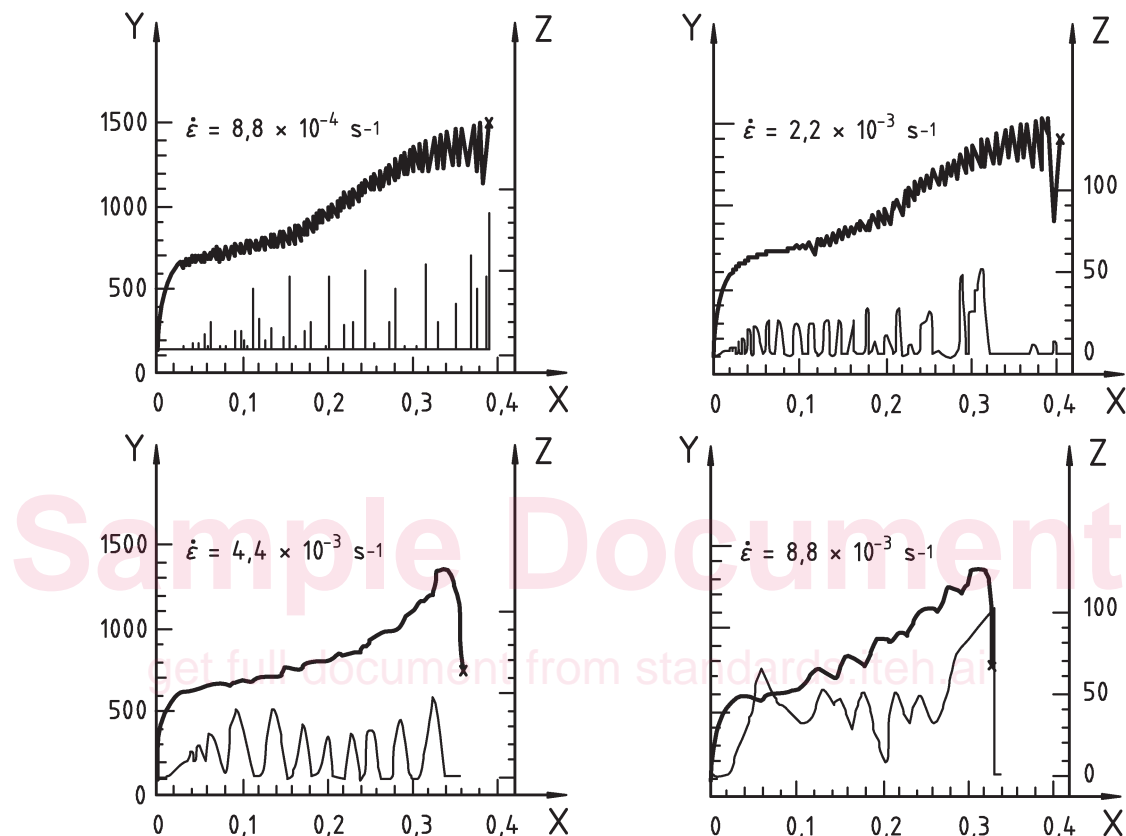 Y Z Y Z
1500 ε̇ = 8,8 × 10⁻⁴ s⁻¹ ε̇ = 2,2 × 10⁻³ s⁻¹
1000 100
500 50
0 0
0 0,1 0,2 0,3 0,4 X 0 0,1 0,2 0,3 0,4 X
Y Z Y Z
Sample Document
1500 ε̇ = 4,4 × 10⁻³ s⁻¹ ε̇ = 8,8 × 10⁻³ s⁻¹
1000 100
get full document from standards.iteh.ai
500 50
0 0
0 0,1 0,2 0,3 0,4 X 0 0,1 0,2 0,3 0,4 X